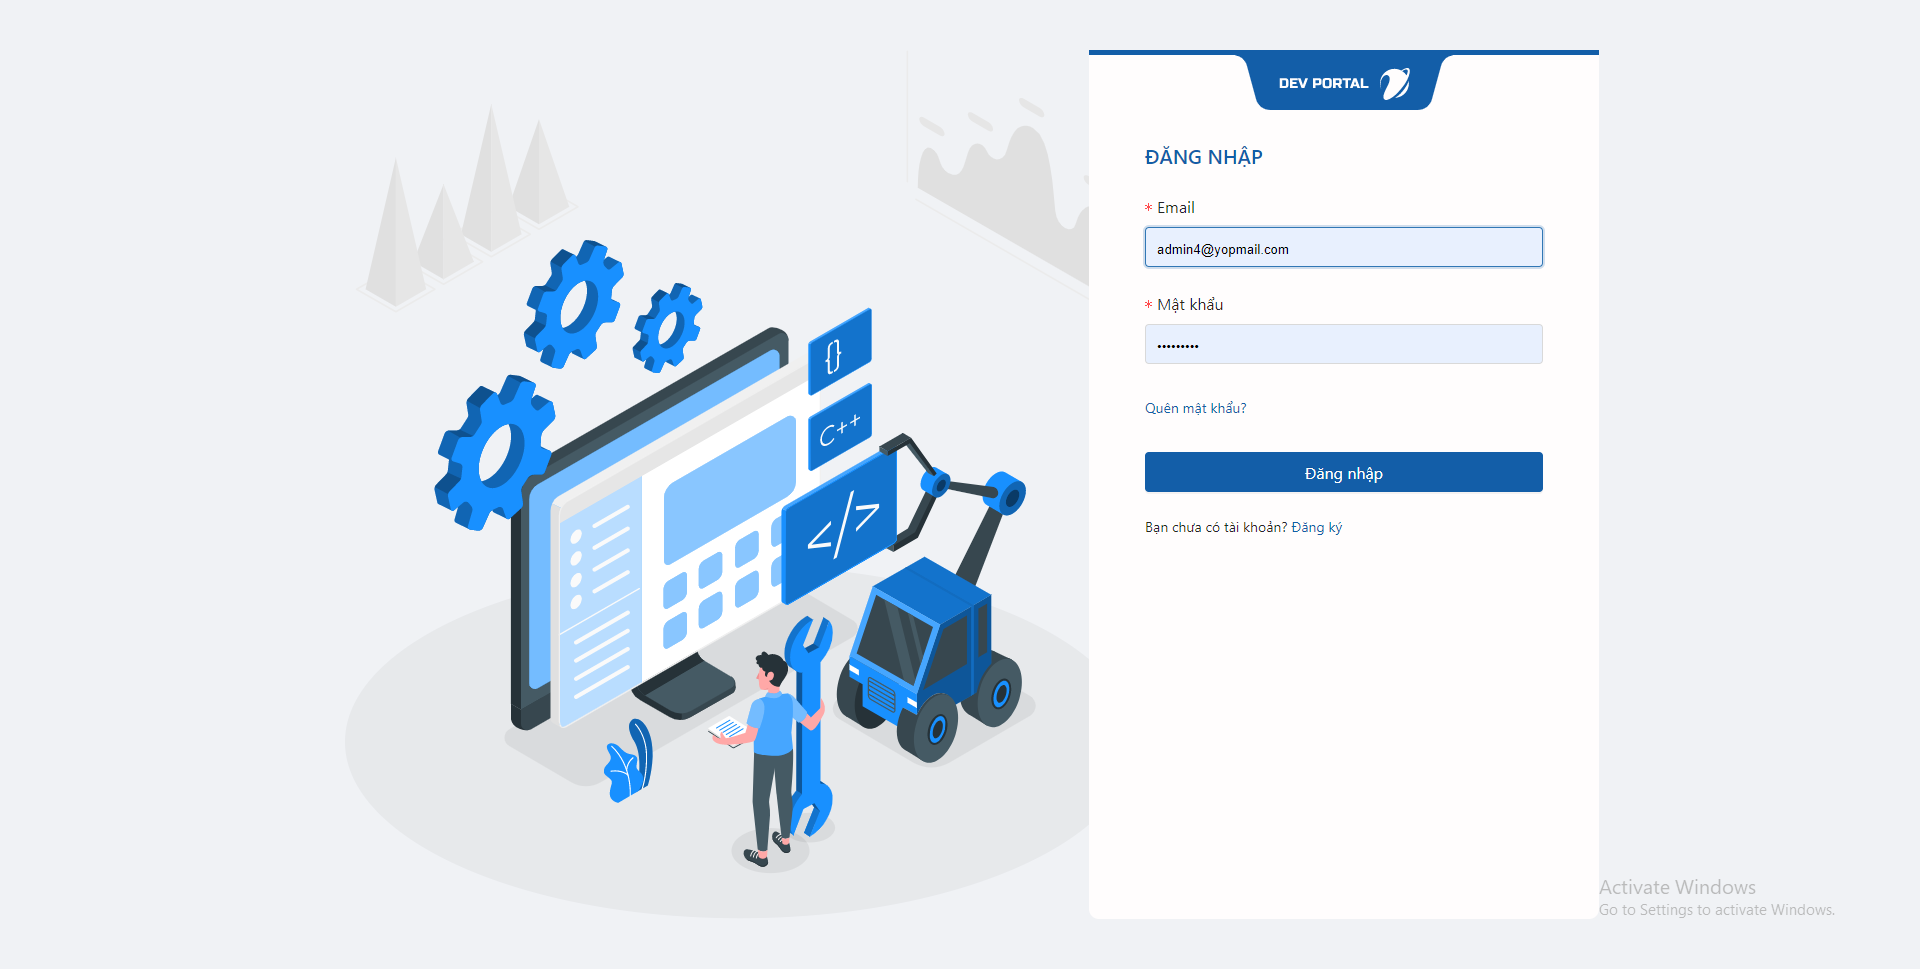 DEV PORTAL
ĐĂNG NHẬP
* Email
admin4@yopmail.com
* Mật khẩu
•••••••••
Quên mật khẩu?
Đăng nhập
Bạn chưa có tài khoản? Đăng ký
{}
C++
</>
Activate Windows
Go to Settings to activate Windows.